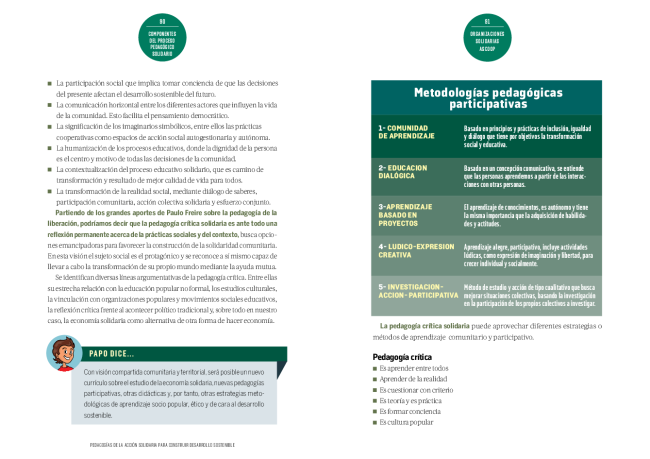 80
COMPONENTES
DEL PROCESO
PEDAGÓGICO
SOLIDARIO
■ La participación social que implica tomar conciencia de que las decisiones
del presente afectan el desarrollo sostenible del futuro.
■ La comunicación horizontal entre los diferentes actores que influyen la vida
de la comunidad. Esto facilita el pensamiento democrático.
■ La significación de los imaginarios simbólicos, entre ellos las prácticas
cooperativas como espacios de acción social autogestionaria y autónoma.
■ La humanización de los procesos educativos, donde la dignidad de la persona
es el centro y motivo de todas las decisiones de la comunidad.
■ La contextualización del proceso educativo solidario, que es camino de
transformación y resultado de mejor calidad de vida para todos.
■ La transformación de la realidad social, mediante diálogo de saberes,
participación comunitaria, acción colectiva solidaria y esfuerzo conjunto.
Partiendo de los grandes aportes de Paulo Freire sobre la pedagogía de la
liberación, podríamos decir que la pedagogía crítica solidaria es ante todo una
reflexión permanente acerca de la prácticas sociales y del contexto, busca opcio-
nes emancipadoras para favorecer la construcción de la solidaridad comunitaria.
En esta visión el sujeto social es el protagónico y se reconoce a sí mismo capaz de
llevar a cabo la transformación de su propio mundo mediante la ayuda mutua.
Se identifican diversas líneas argumentativas de la pedagogía crítica. Entre ellas
su estrecha relación con la educación popular no formal, los estudios culturales,
la vinculación con organizaciones populares y movimientos sociales educativos,
la reflexión crítica frente al acontecer político tradicional y, sobre todo en nuestro
caso, la economía solidaria como alternativa de otra forma de hacer economía.
PAPO DICE...
Con visión compartida comunitaria y territorial, será posible un nuevo
currículo sobre el estudio de la economía solidaria, nuevas pedagogías
participativas, otras didácticas y, por tanto, otras estrategias meto-
dológicas de aprendizaje socio popular, ético y de cara al desarrollo
sostenible.
PEDAGOGÍAS DE LA ACCIÓN SOLIDARIA PARA CONSTRUIR DESARROLLO SOSTENIBLE
81
ORGANIZACIONES
SOLIDARIAS
ASCOOP
Metodologías pedagógicas
participativas
1- COMUNIDAD
DE APRENDIZAJE
Basado en principios y prácticas de inclusión, igualdad
y diálogo que tiene por objetivos la transformación
social y educativa.
2- EDUCACION
DIALÓGICA
Basado en un concepción comunicativa, se entiende
que las personas aprendemos a partir de las interac-
ciones con otras personas.
3-APRENDIZAJE
BASADO EN
PROYECTOS
El aprendizaje de conocimientos, es autónomo y tiene
la misma importancia que la adquisición de habilida-
des y actitudes.
4- LUDICO-EXPRESION
CREATIVA
Aprendizaje alegre, participativo, incluye actividades
lúdicas, como expresión de imaginación y libertad, para
crecer individual y socialmente.
5- INVESTIGACION-
ACCION- PARTICIPATIVA
Método de estudio y acción de tipo cualitativo que busca
mejorar situaciones colectivas, basando la investigación
en la participación de los propios colectivos a investigar.
La pedagogía crítica solidaria puede aprovechar diferentes estrategias o
métodos de aprendizaje comunitario y participativo.
Pedagogía crítica
■ Es aprender entre todos
■ Aprender de la realidad
■ Es cuestionar con criterio
■ Es teoría y es práctica
■ Es formar conciencia
■ Es cultura popular